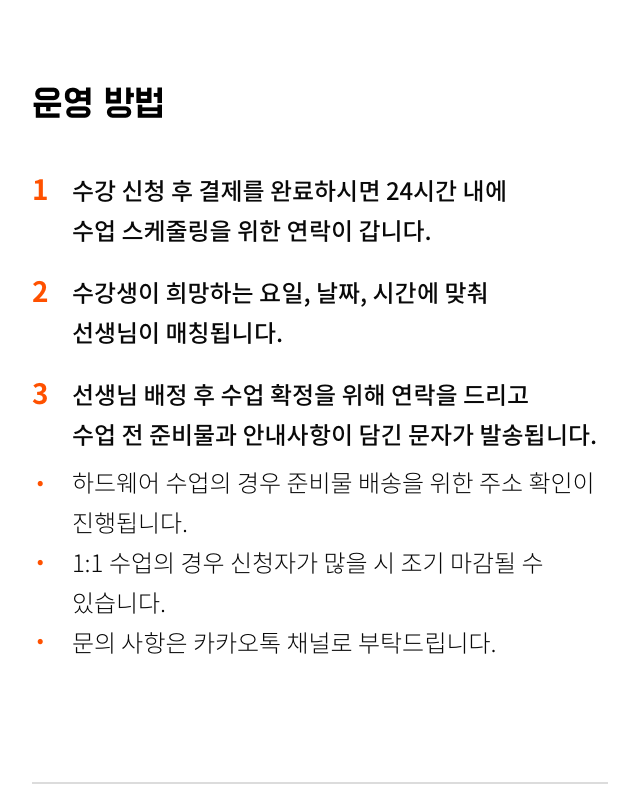 운영 방법
1 수강 신청 후 결제를 완료하시면 24시간 내에
수업 스케줄링을 위한 연락이 갑니다.
2 수강생이 희망하는 요일, 날짜, 시간에 맞춰
선생님이 매칭됩니다.
3 선생님 배정 후 수업 확정을 위해 연락을 드리고
수업 전 준비물과 안내사항이 담긴 문자가 발송됩니다.
• 하드웨어 수업의 경우 준비물 배송을 위한 주소 확인이
진행됩니다.
• 1:1 수업의 경우 신청자가 많을 시 조기 마감될 수
있습니다.
• 문의 사항은 카카오톡 채널로 부탁드립니다.